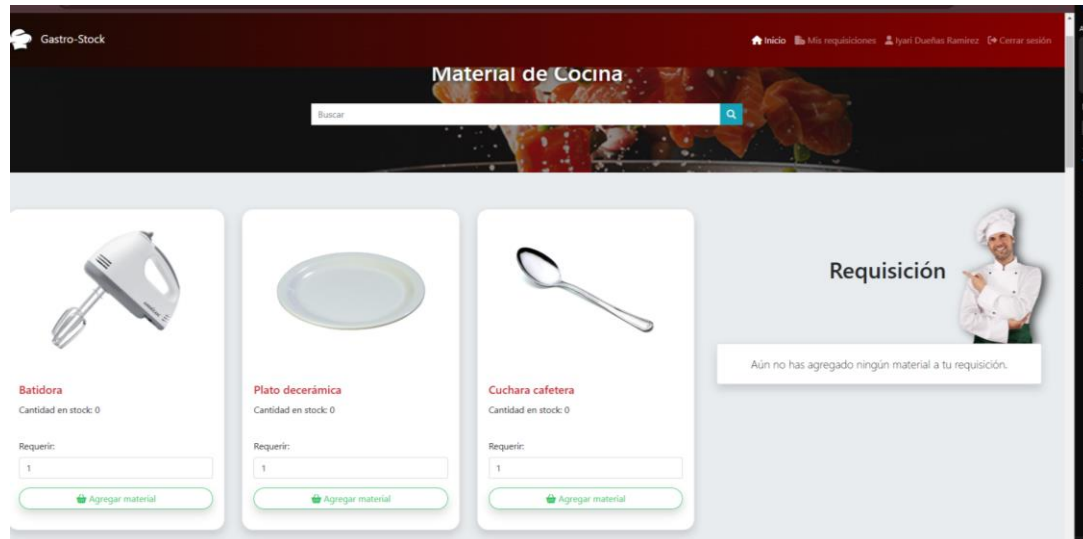 Gastro-Stock
Inicio Mis requisiciones Iyari Dueñas Ramirez Cerrar sesión
Material de Cocina
Buscar
Requisición
Aún no has agregado ningún material a tu requisición.
Batidora
Cantidad en stock: 0
Requerir:
1
Agregar material
Plato decerámica
Cantidad en stock: 0
Requerir:
1
Agregar material
Cuchara cafetera
Cantidad en stock: 0
Requerir:
1
Agregar material